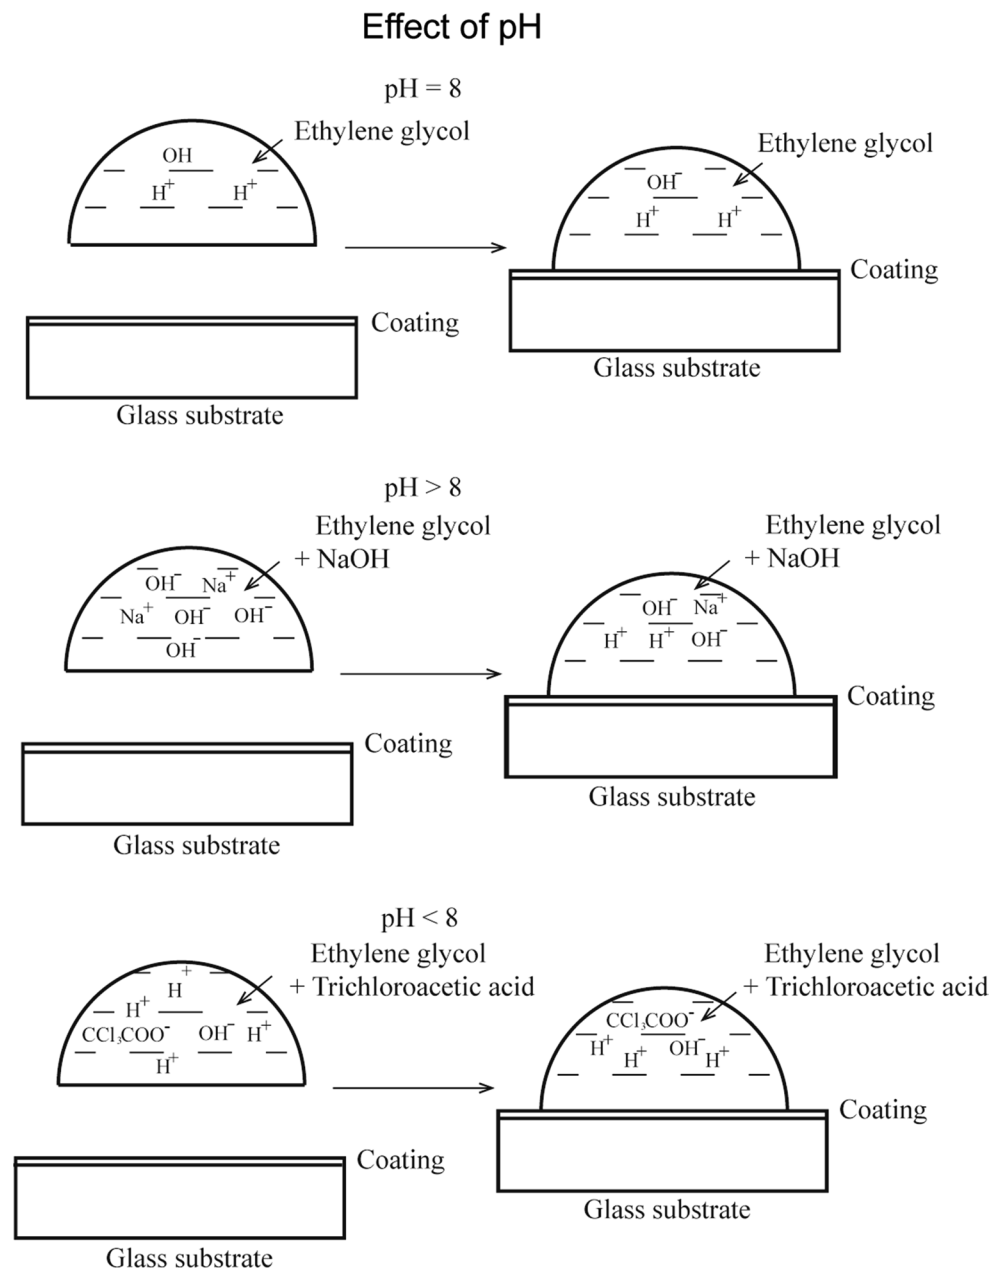 Effect of pH
pH = 8
Ethylene glycol
OH
H+ H+
Coating
Glass substrate
Ethylene glycol
OH-
H+ H+
Coating
Glass substrate
pH > 8
Ethylene glycol
+ NaOH
OH- Na+
Na+ OH- OH-
OH-
Coating
Glass substrate
Ethylene glycol
+ NaOH
OH- Na+
H+ H+ OH-
Coating
Glass substrate
pH < 8
Ethylene glycol
+ Trichloroacetic acid
H+
H+
CCl3COO- OH- H+
H+
Coating
Glass substrate
Ethylene glycol
+ Trichloroacetic acid
CCl3COO-
H+ OH-
H+ H+
Coating
Glass substrate